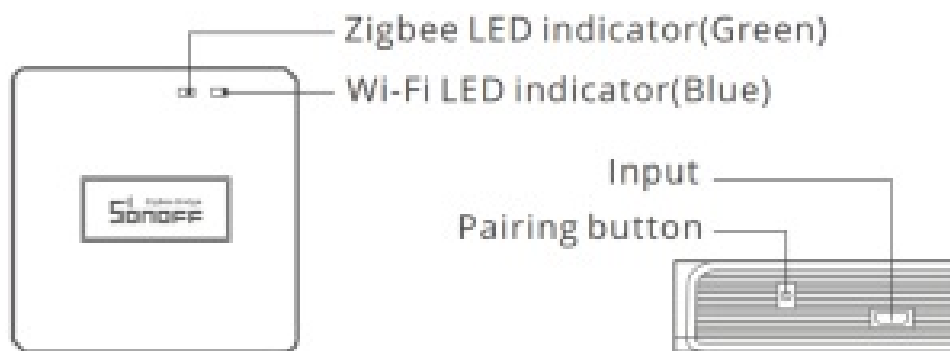 Zigbee LED indicator(Green)
Wi-Fi LED indicator(Blue)
Input
Pairing button
SONOFF